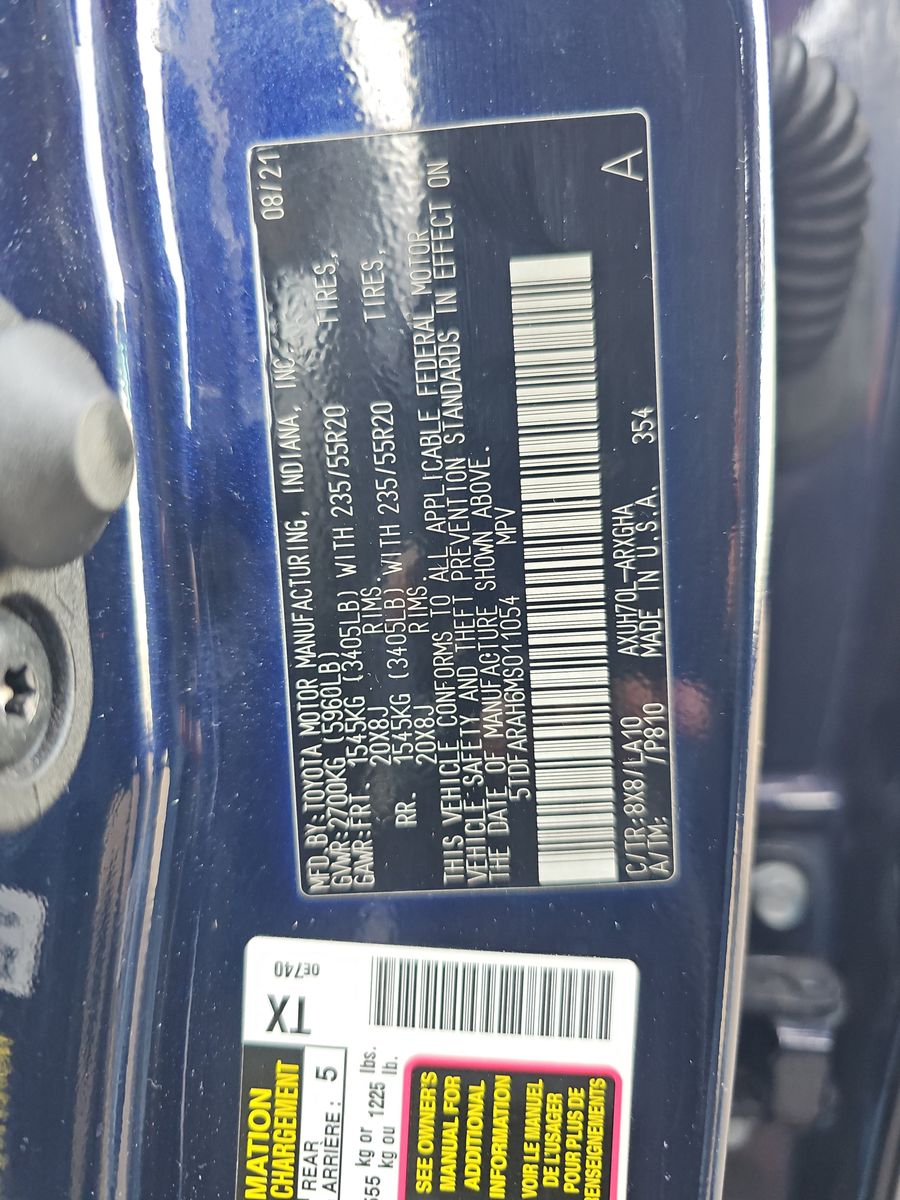 MFD.BY:TOYOTA MOTOR MANUFACTURING, INDIANA, INC. 08/21
GVWR:2700KG(5960LB)
GAWR:FRT. 1545KG (3405LB) WITH 235/55R20 TIRES,
20X8J RIMS.
RR. 1545KG (3405LB) WITH 235/55R20 TIRES,
20X8J RIMS.
THIS VEHICLE CONFORMS TO ALL APPLICABLE FEDERAL MOTOR
VEHICLE SAFETY AND THEFT PREVENTION STANDARDS IN EFFECT ON
THE DATE OF MANUFACTURE SHOWN ABOVE.
5TDFARAH6MS011054 MPV
C/TR:8X8/LA10 AXUH70L-ARXGHA
A/TM: /P810 MADE IN U.S.A. 354
A
TX
0E740
MATION
CHARGEMENT
REAR
ARRIÈRE : 5
555 kg or 1225 lbs.
kg ou lb.
SEE OWNER'S
MANUAL FOR
ADDITIONAL
INFORMATION
VOIR LE MANUEL
DE L'USAGER
POUR PLUS DE
RENSEIGNEMENTS